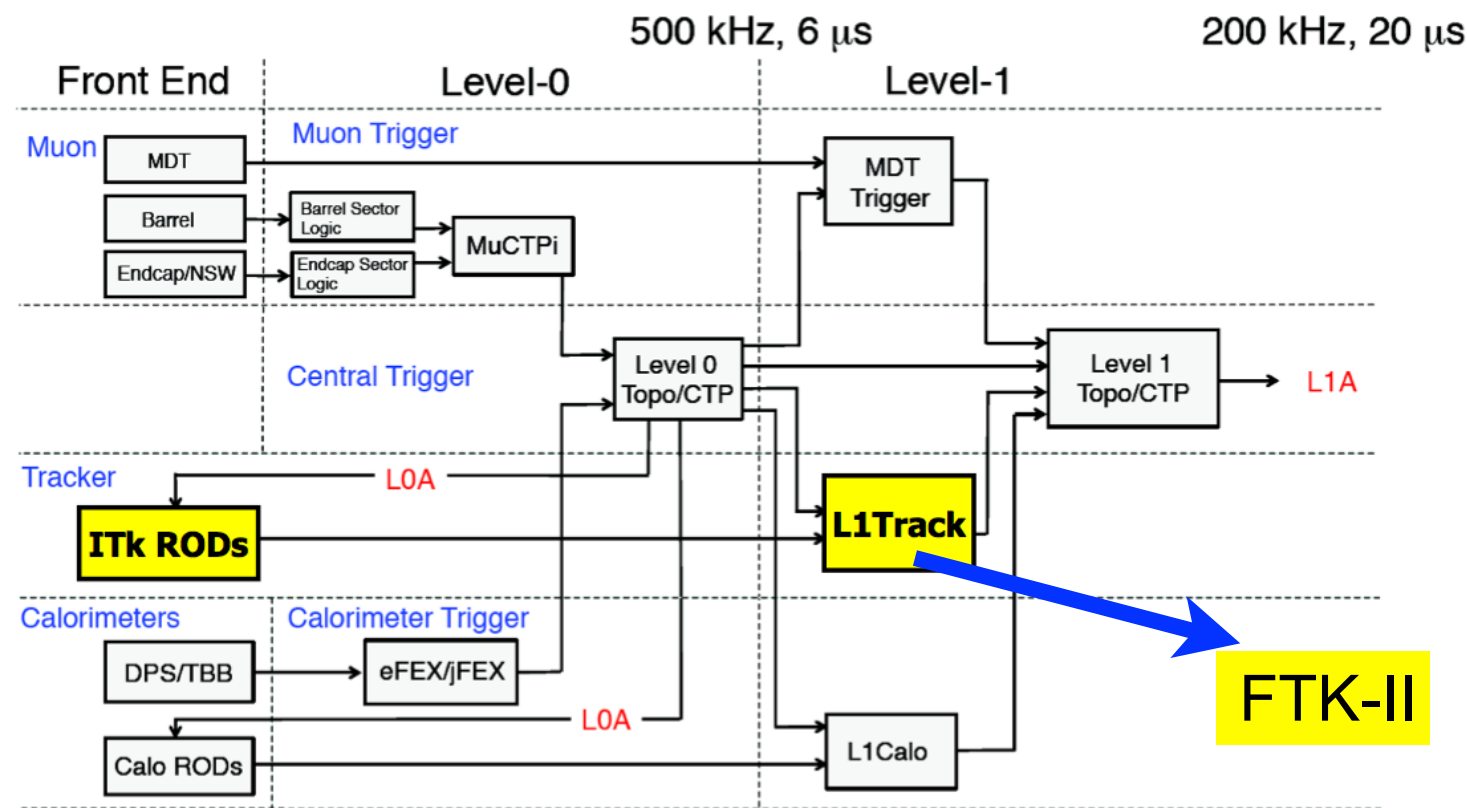 500 kHz, 6 μs
200 kHz, 20 μs
Front End
Level-0
Level-1
Muon
Muon Trigger
MDT
MDT
Trigger
Barrel
Barrel Sector
Logic
MuCTPi
Endcap/NSW
Endcap Sector
Logic
Central Trigger
Level 0
Topo/CTP
Level 1
Topo/CTP
L1A
Tracker
L0A
ITk RODs
L1Track
Calorimeters
Calorimeter Trigger
DPS/TBB
eFEX/jFEX
FTK-II
L0A
Calo RODs
L1Calo